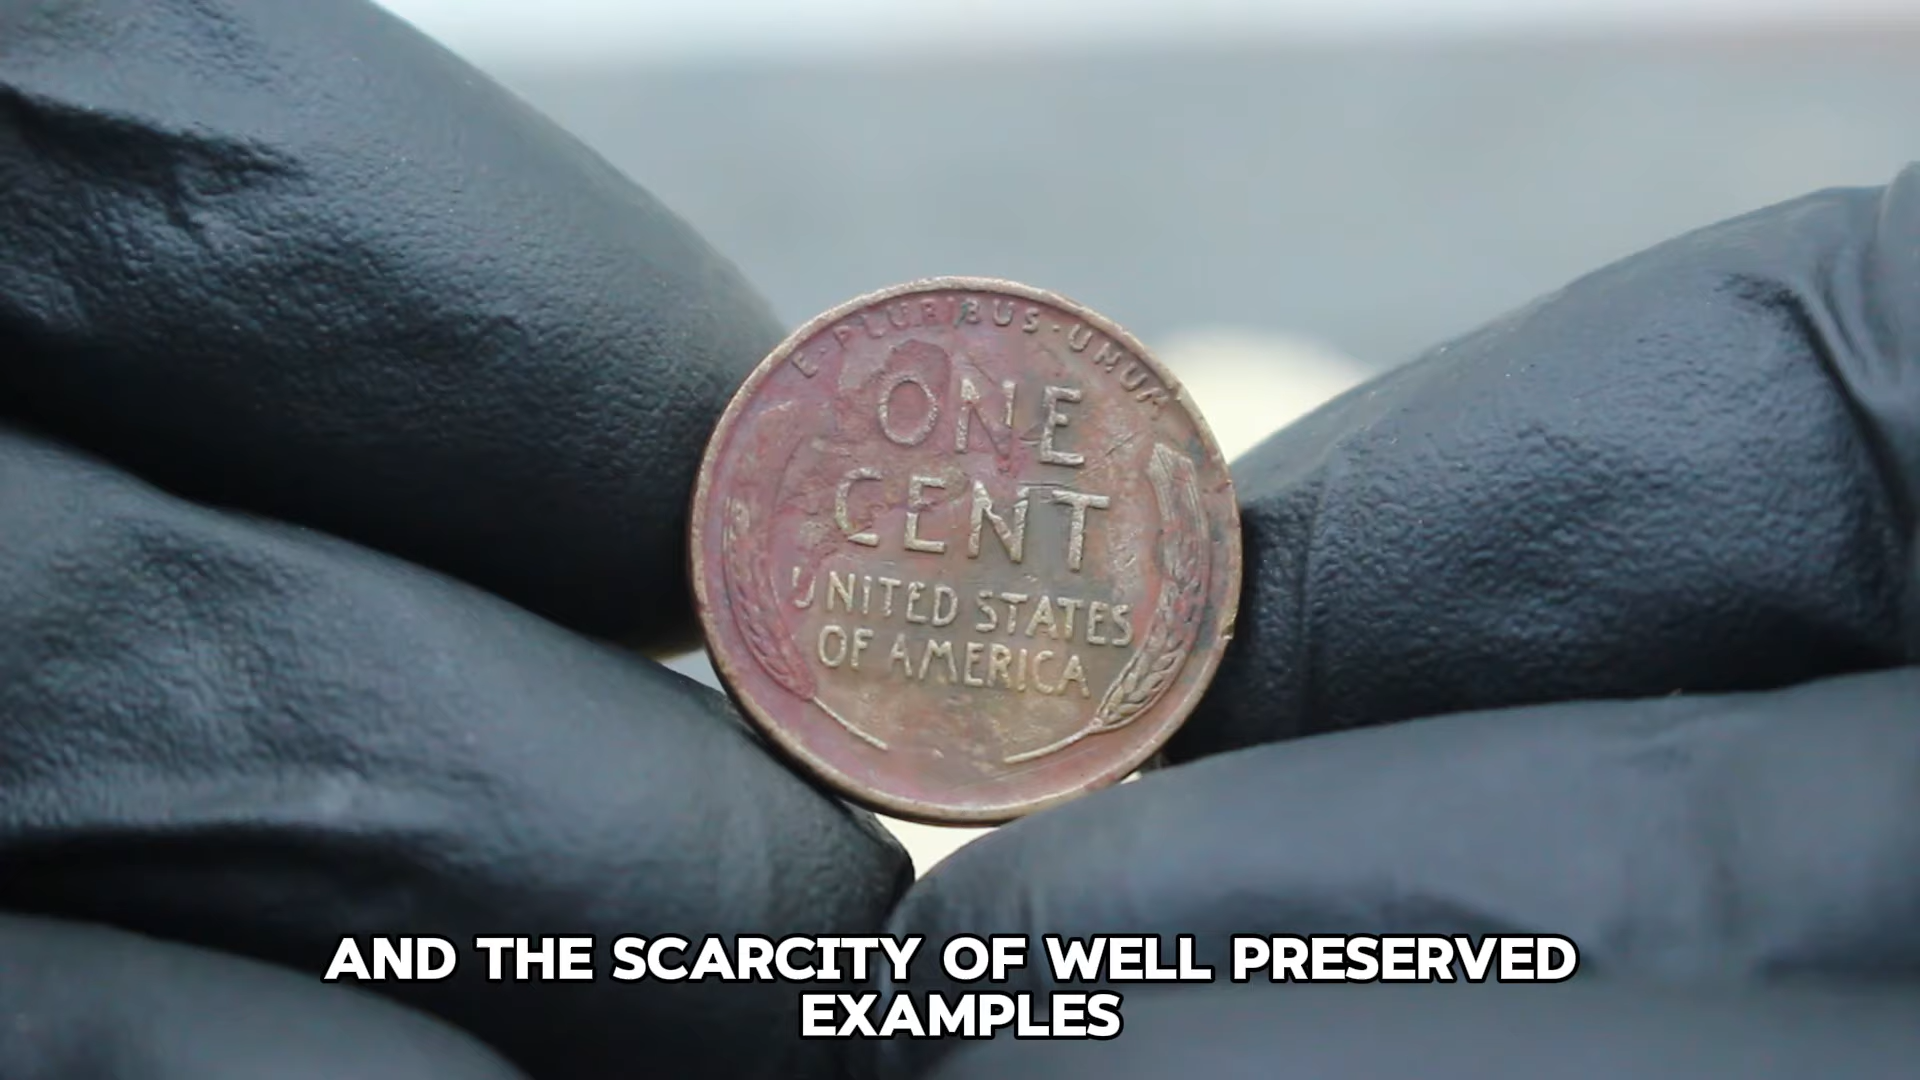 E·PLURIBUS·UNUM
ONE
CENT
UNITED STATES
OF AMERICA
AND THE SCARCITY OF WELL PRESERVED
EXAMPLES